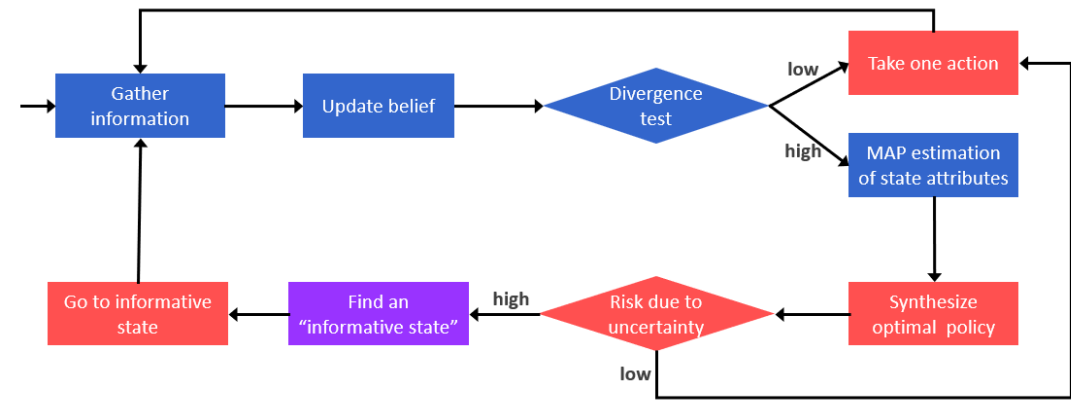 Gather
information
Update belief
Divergence
test
low
high
Take one action
MAP estimation
of state attributes
Go to informative
state
Find an
“informative state”
high
Risk due to
uncertainty
low
Synthesize
optimal policy